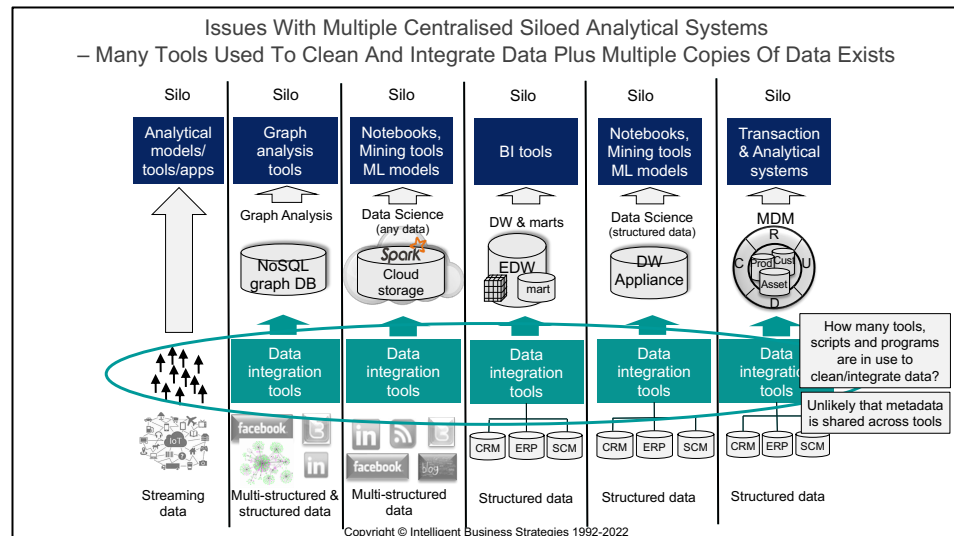 Issues With Multiple Centralised Siloed Analytical Systems
– Many Tools Used To Clean And Integrate Data Plus Multiple Copies Of Data Exists
Silo
Silo
Silo
Silo
Silo
Silo
Analytical
models/
tools/apps
Graph
analysis
tools
Notebooks,
Mining tools
ML models
BI tools
Notebooks,
Mining tools
ML models
Transaction
& Analytical
systems
Graph Analysis
Data Science
(any data)
DW & marts
Data Science
(structured data)
MDM
NoSQL
graph DB
Spark
Cloud
storage
EDW
mart
DW
Appliance
R
C
U
D
Prod
Cust
Asset
Data
integration
tools
Data
integration
tools
Data
integration
tools
Data
integration
tools
Data
integration
tools
How many tools,
scripts and programs
are in use to
clean/integrate data?
Unlikely that metadata
is shared across tools
IoT
facebook
in
in
facebook
blog
CRM
ERP
SCM
CRM
ERP
SCM
CRM
ERP
SCM
Streaming
data
Multi-structured &
structured data
Multi-structured
data
Structured data
Structured data
Structured data
Copyright © Intelligent Business Strategies 1992-2022